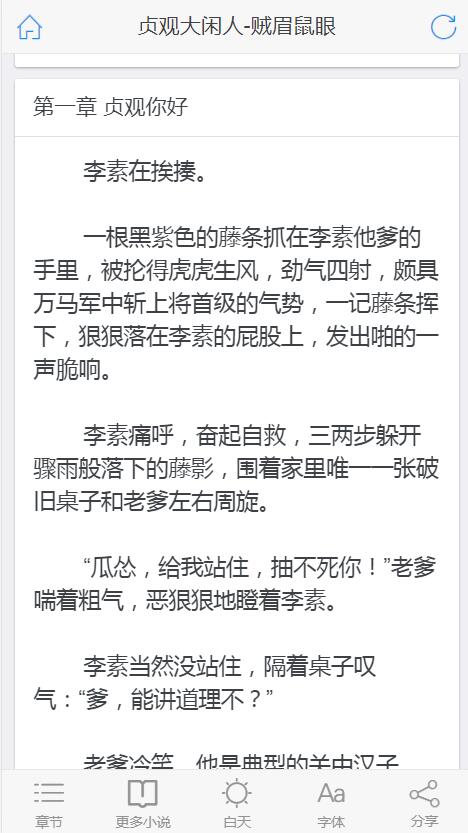 贞观大闲人-贼眉鼠眼
第一章 贞观你好
李素在挨揍。
一根黑紫色的藤条抓在李素他爹的
手里，被抡得虎虎生风，劲气四射，颇具
万马军中斩上将首级的气势，一记藤条挥
下，狠狠落在李素的屁股上，发出啪的一
声脆响。
李素痛呼，奋起自救，三两步躲开
骤雨般落下的藤影，围着家里唯一一张破
旧桌子和老爹左右周旋。
“瓜怂，给我站住，抽不死你！”老爹
喘着粗气，恶狠狠地瞪着李素。
李素当然没站住，隔着桌子叹
气：“爹，能讲道理不？”
老爹冷笑，他是典型的关中汉子
章节 更多小说 白天 字体 分享
Aa